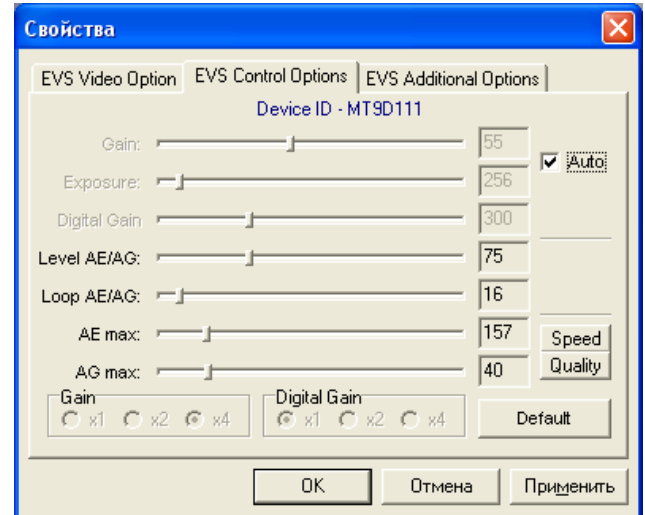 Свойства
EVS Video Option EVS Control Options EVS Additional Options
Device ID - MT9D111
Gain: 55
Auto
Exposure: 256
Digital Gain 300
Level AE/AG: 75
Loop AE/AG: 16
AE max: 157
Speed
AG max: 40
Quality
Gain Digital Gain
x1 x2 x4 x1 x2 x4
Default
OK Отмена Применить